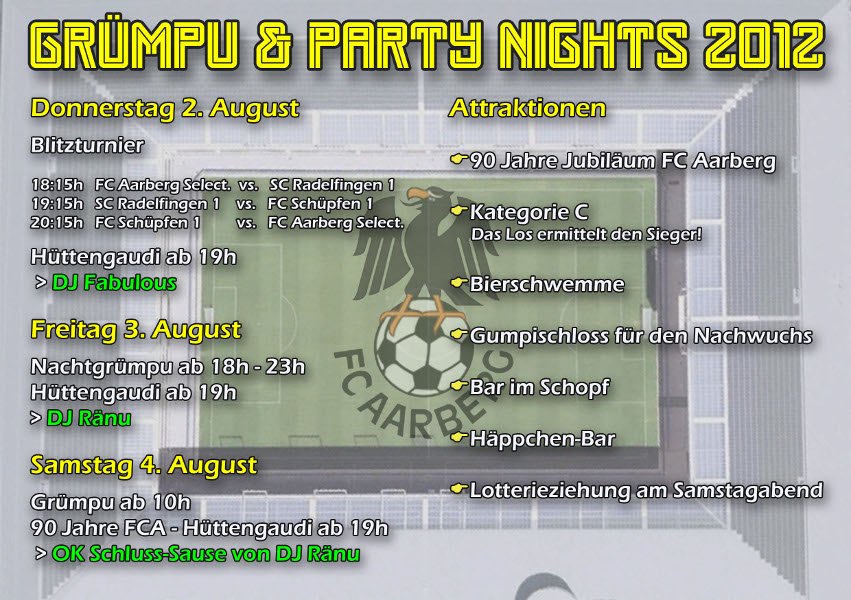 GRÜMPU & PARTY NIGHTS 2012
Donnerstag 2. August
Blitzturnier
18:15h FC Aarberg Select. vs. SC Radelfingen 1
19:15h SC Radelfingen 1 vs. FC Schüpfen 1
20:15h FC Schüpfen 1 vs. FC Aarberg Select.
Hüttengaudi ab 19h
> DJ Fabulous
Freitag 3. August
Nachtgrümpu ab 18h - 23h
Hüttengaudi ab 19h
> DJ Ränu
Samstag 4. August
Grümpu ab 10h
90 Jahre FCA - Hüttengaudi ab 19h
> OK Schluss-Sause von DJ Ränu
Attraktionen
90 Jahre Jubiläum FC Aarberg
Kategorie C
Das Los ermittelt den Sieger!
Bierschwemme
Gumpischloss für den Nachwuchs
Bar im Schopf
Häppchen-Bar
Lotterieziehung am Samstagabend
FC AARBERG